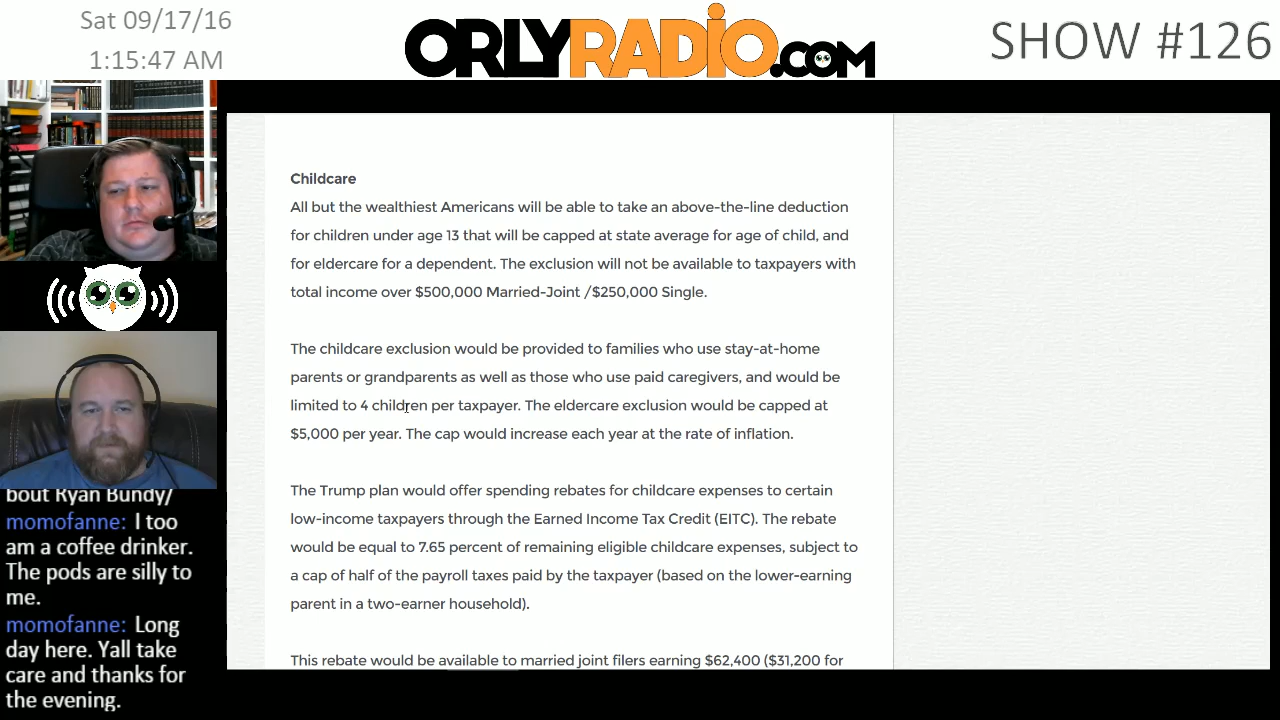 Sat 09/17/16
1:15:47 AM
ORLYRADiO.COM
SHOW #126
Childcare
All but the wealthiest Americans will be able to take an above-the-line deduction
for children under age 13 that will be capped at state average for age of child, and
for eldercare for a dependent. The exclusion will not be available to taxpayers with
total income over $500,000 Married-Joint /$250,000 Single.
The childcare exclusion would be provided to families who use stay-at-home
parents or grandparents as well as those who use paid caregivers, and would be
limited to 4 children per taxpayer. The eldercare exclusion would be capped at
$5,000 per year. The cap would increase each year at the rate of inflation.
The Trump plan would offer spending rebates for childcare expenses to certain
low-income taxpayers through the Earned Income Tax Credit (EITC). The rebate
would be equal to 7.65 percent of remaining eligible childcare expenses, subject to
a cap of half of the payroll taxes paid by the taxpayer (based on the lower-earning
parent in a two-earner household).
This rebate would be available to married joint filers earning $62,400 ($31,200 for
bout Ryan Bundy/
momofanne: I too
am a coffee drinker.
The pods are silly to
me.
momofanne: Long
day here. Yall take
care and thanks for
the evening.